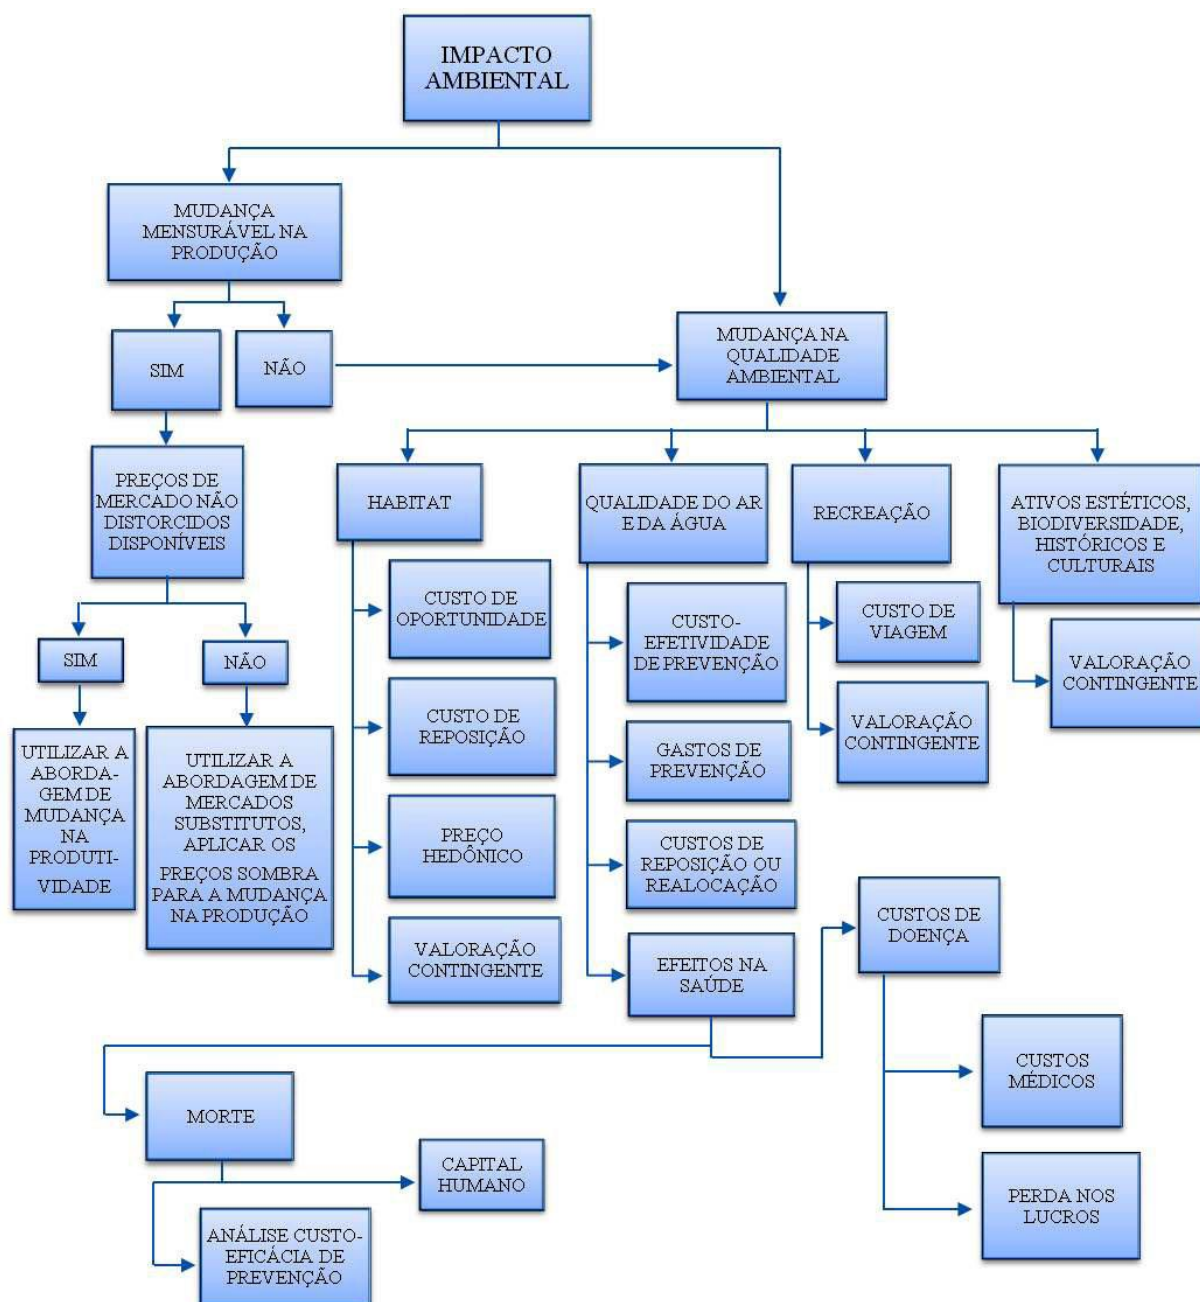 IMPACTO
AMBIENTAL
MUDANÇA
MENSURÁVEL NA
PRODUÇÃO
SIM
NÃO
MUDANÇA NA
QUALIDADE
AMBIENTAL
PREÇOS DE
MERCADO NÃO
DISTORCIDOS
DISPONÍVEIS
HABITAT
QUALIDADE DO AR
E DA ÁGUA
RECREAÇÃO
ATIVOS ESTÉTICOS,
BIODIVERSIDADE,
HISTÓRICOS E
CULTURAIS
SIM
NÃO
CUSTO DE
OPORTUNIDADE
CUSTO-
EFETIVIDADE
DE PREVENÇÃO
CUSTO DE
VIAGEM
VALORAÇÃO
CONTINGENTE
UTILIZAR A
ABORDA-
GEM DE
MUDANÇA
NA
PRODUTI-
VIDADE
UTILIZAR A
ABORDAGEM DE
MERCADOS
SUBSTITUTOS,
APLICAR OS
PREÇOS SOMBRA
PARA A MUDANÇA
NA PRODUÇÃO
CUSTO DE
REPOSIÇÃO
GASTOS DE
PREVENÇÃO
VALORAÇÃO
CONTINGENTE
PREÇO
HEDÔNICO
CUSTOS DE
REPOSIÇÃO OU
REALOCAÇÃO
VALORAÇÃO
CONTINGENTE
EFEITOS NA
SAÚDE
CUSTOS DE
DOENÇA
CUSTOS
MÉDICOS
PERDA NOS
LUCROS
MORTE
CAPITAL
HUMANO
ANÁLISE CUSTO-
EFICÁCIA DE
PREVENÇÃO